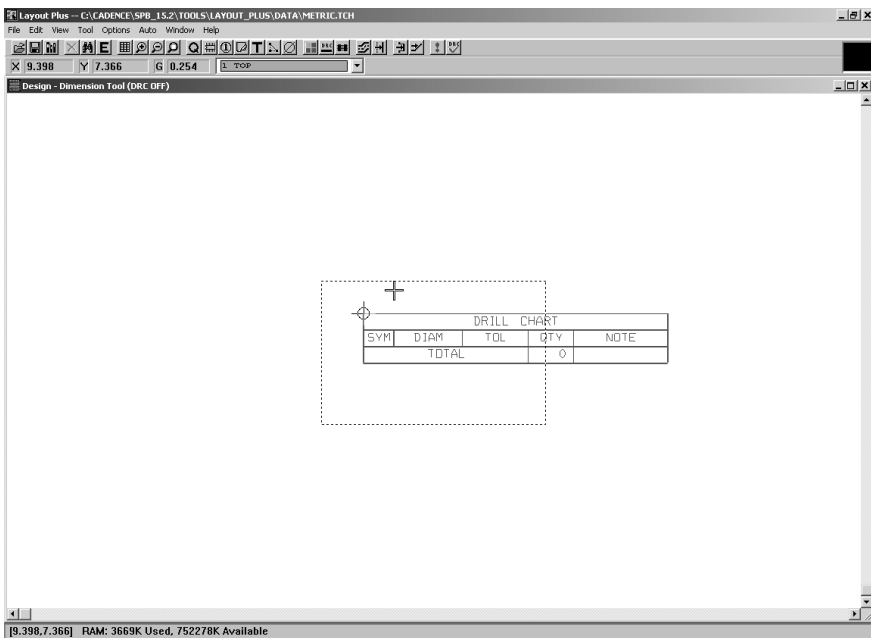 Layout Plus -- C:\CADENCE\SPB_15.2\TOOLS\LAYOUT_PLUS\DATA\METRIC.TCH
File Edit View Tool Options Auto Window Help
X 9.398 Y 7.366 G 0.254 1 TOP
Design - Dimension Tool (DRC OFF)
DRILL CHART
SYM DIAM TOL QTY NOTE
TOTAL 0
[9.398,7.366] RAM: 3669K Used, 752278K Available